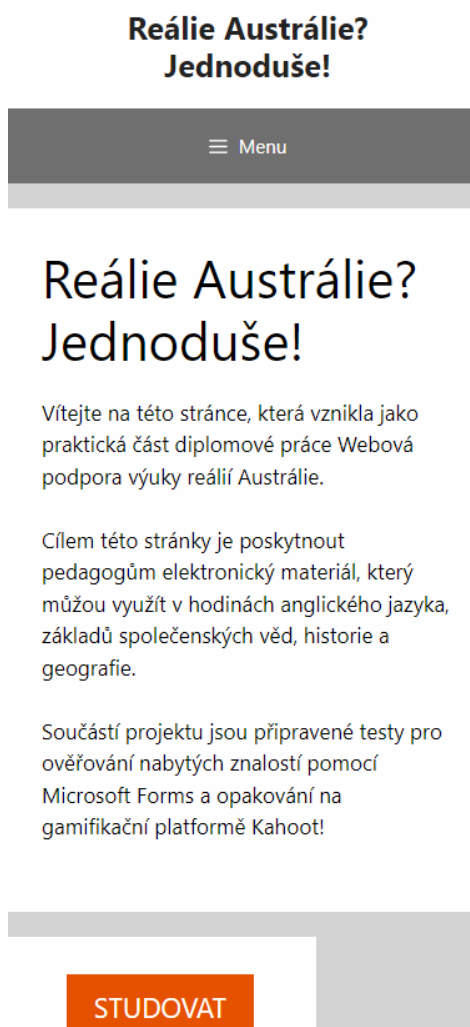 Reálie Austrálie?
Jednoduše!
Menu
Reálie Austrálie?
Jednoduše!
Vítejte na této stránce, která vznikla jako
praktická část diplomové práce Webová
podpora výuky reálií Austrálie.
Cílem této stránky je poskytnout
pedagogům elektronický materiál, který
můžou využít v hodinách anglického jazyka,
základů společenských věd, historie a
geografie.
Součástí projektu jsou připravené testy pro
ověřování nabytých znalostí pomocí
Microsoft Forms a opakování na
gamifikační platformě Kahoot!
STUDOVAT